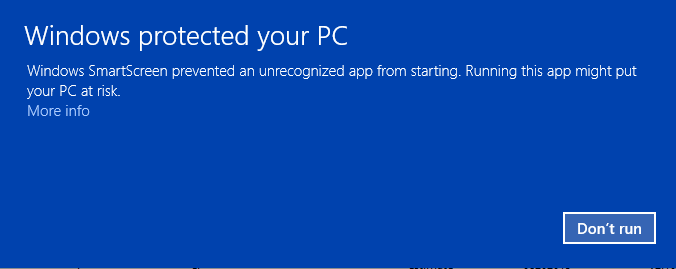 Windows protected your PC
Windows SmartScreen prevented an unrecognized app from starting. Running this app might put
your PC at risk.
More info
Don't run